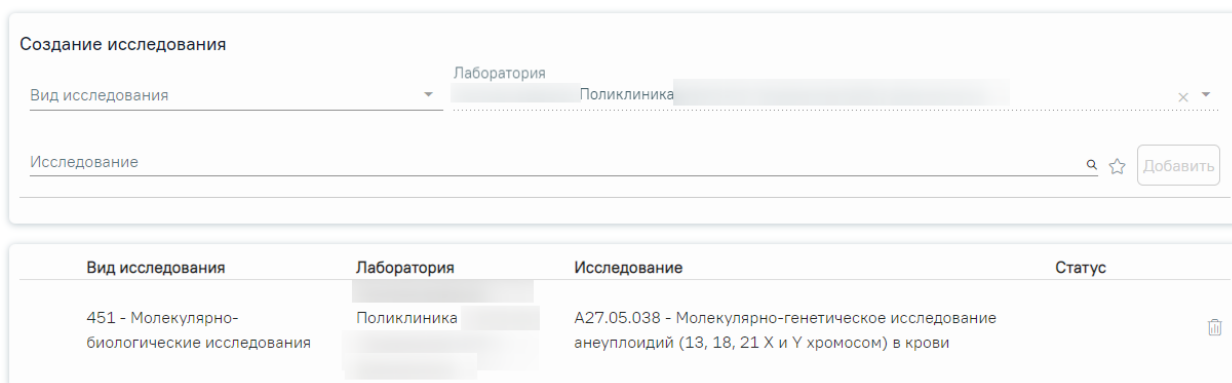 Создание исследования
Лаборатория
Вид исследования Поликлиника
Исследование Добавить
Вид исследования Лаборатория Исследование Статус
451 - Молекулярно- Поликлиника А27.05.038 - Молекулярно-генетическое исследование
биологические исследования анеуплоидий (13, 18, 21 X и Y хромосом) в крови